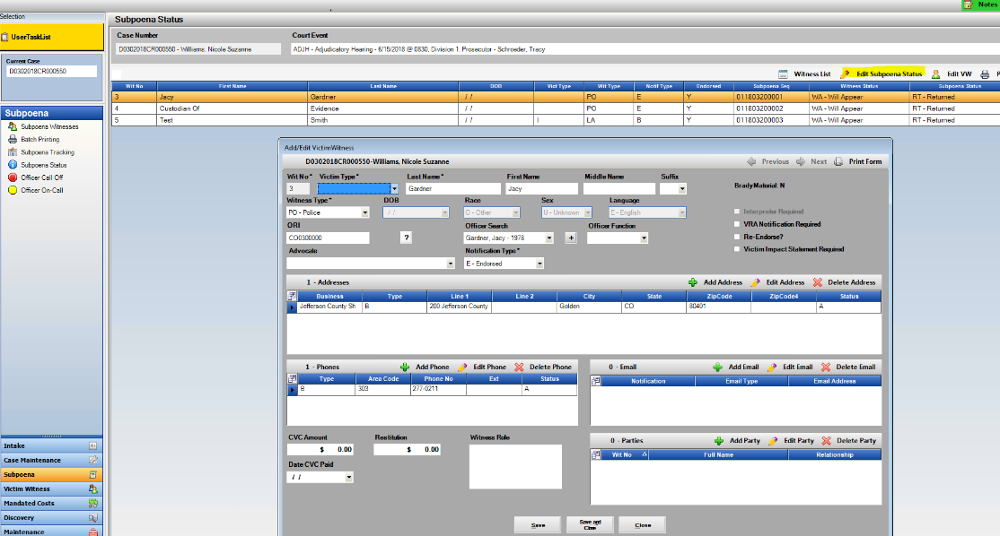 Notes
Selection
Subpoena Status
UserTaskList
Case Number
Court Event
D0302018CR000550 - Williams, Nicole Suzanne
ADJH - Adjudicatory Hearing - 6/15/2018 @ 0830, Division 1, Prosecutor - Schroeder, Tracy
Current Case
D0302018CR000550
Witness List
Edit Subpoena Status
Edit VW
P
Wit No First Name Last Name DOB Vict Type Wit Type Notif Type Endorsed Subpoena Seq Witness Status Subpoena Status
3 Jacy Gardner / / PO E Y 011803200001 WA - Will Appear RT - Returned
4 Custodian Of Evidence / / PO E Y 011803200002 WA - Will Appear RT - Returned
5 Test Smith / / I LA B Y 011803200003 WA - Will Appear RT - Returned
Subpoena
Subpoena Witnesses
Batch Printing
Subpoena Tracking
Subpoena Status
Officer Call Off
Officer On-Call
Add/Edit VictimWitness
D0302018CR000550-Williams, Nicole Suzanne
Previous Next Print Form
Wit No * Victim Type * Last Name * First Name Middle Name Suffix
3 Gardner Jacy
BradyMaterial: N
Witness Type * DOB Race Sex Language
PO - Police / / O - Other U - Unknown E - English
Interpreter Required
VRA Notification Required
Re-Endorse?
Victim Impact Statement Required
ORI Officer Search Officer Function
CO0300000 ? Gardner, Jacy - 1978 +
Advocate Notification Type *
E - Endorsed
1 - Addresses Add Address Edit Address Delete Address
Business Type Line 1 Line 2 City State ZipCode ZipCode4 Status
Jefferson County Sh B 200 Jefferson County Golden CO 80401 A
1 - Phones Add Phone Edit Phone Delete Phone
Type Area Code Phone No Ext Status
B 303 277-0211 A
0 - Email Add Email Edit Email Delete Email
Notification Email Type Email Address
CVC Amount Restitution Witness Role
$ 0.00 $ 0.00
Date CVC Paid
/ /
0 - Parties Add Party Edit Party Delete Party
Wit No Full Name Relationship
Save Save and Close Close
Intake
Case Maintenance
Subpoena
Victim Witness
Mandated Costs
Discovery
Maintenance